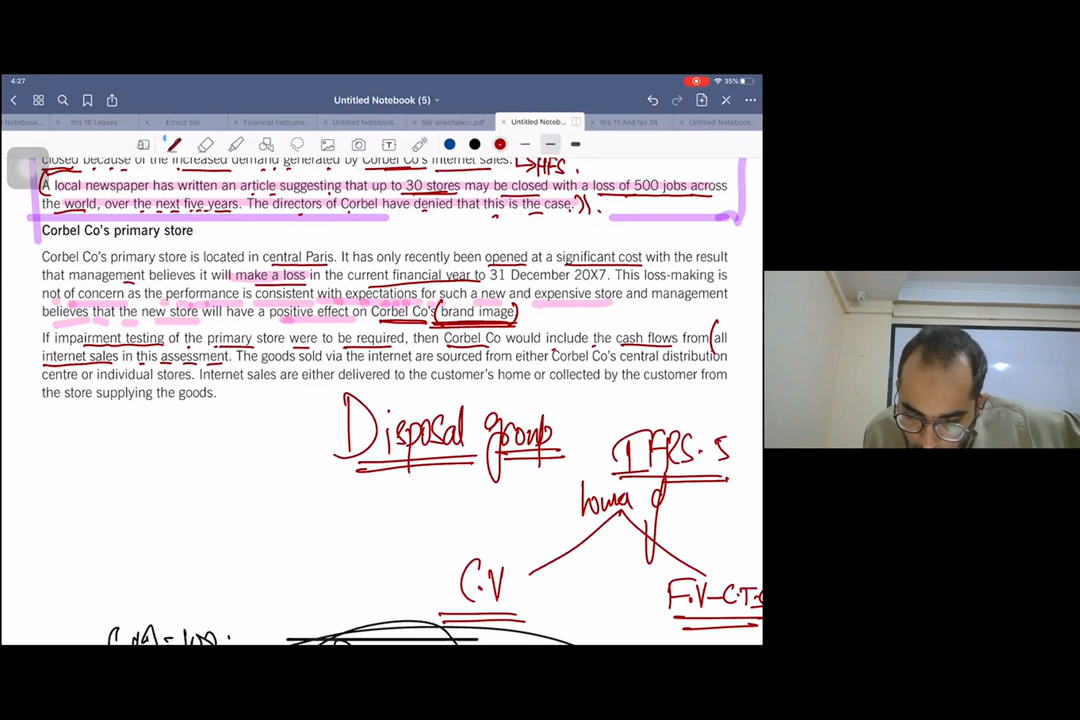 4:27
35%
Untitled Notebook (5)
Notebook...
Ifrs 16 Leases
Ethics Sbr
Financial Instrume...
Untitled Notebook...
Sbr orientation.pdf
Untitled Noteb...
Ifrs 11 And Ias 24
Untitled Notebook...
closed because of the increased demand generated by Corbel Co's internet sales. → HFS.
A local newspaper has written an article suggesting that up to 30 stores may be closed with a loss of 500 jobs across
the world, over the next five years. The directors of Corbel have denied that this is the case.
Corbel Co's primary store
Corbel Co's primary store is located in central Paris. It has only recently been opened at a significant cost with the result
that management believes it will make a loss in the current financial year to 31 December 20X7. This loss-making is
not of concern as the performance is consistent with expectations for such a new and expensive store and management
believes that the new store will have a positive effect on Corbel Co's brand image.
If impairment testing of the primary store were to be required, then Corbel Co would include the cash flows from all
internet sales in this assessment. The goods sold via the internet are sourced from either Corbel Co's central distribution
centre or individual stores. Internet sales are either delivered to the customer's home or collected by the customer from
the store supplying the goods.
Disposal group
IFRS.5
C.V
F.V-C.T.